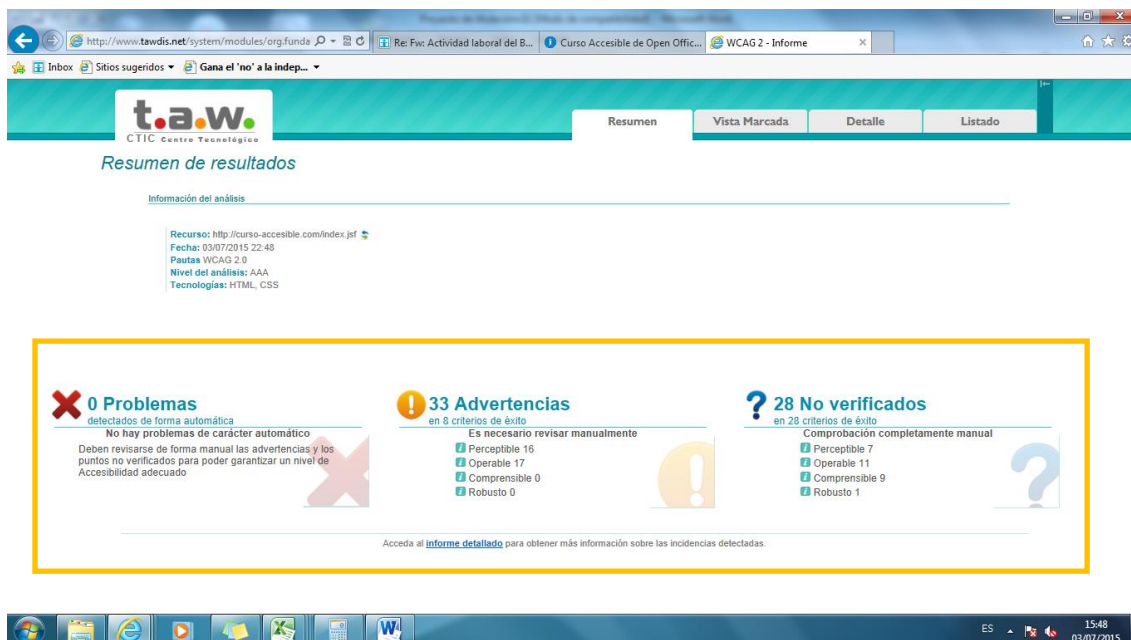 http://www.tawdis.net/system/modules/org.funda
Re: Fw: Actividad laboral del B...
Curso Accesible de Open Offic...
WCAG 2 - Informe
Inbox
Sitios sugeridos
Gana el 'no' a la indep...
t.a.w.
CTIC Centro Tecnológico
Resumen
Vista Marcada
Detalle
Listado
Resumen de resultados
Información del análisis
Recurso: http://curso-accesible.com/index.jsf
Fecha: 03/07/2015 22:48
Pautas WCAG 2.0
Nivel del análisis: AAA
Tecnologías: HTML, CSS
0 Problemas
detectados de forma automática
No hay problemas de carácter automático
Deben revisarse de forma manual las advertencias y los
puntos no verificados para poder garantizar un nivel de
Accesibilidad adecuado
33 Advertencias
en 8 criterios de éxito
Es necesario revisar manualmente
Perceptible 16
Operable 17
Comprensible 0
Robusto 0
28 No verificados
en 28 criterios de éxito
Comprobación completamente manual
Perceptible 7
Operable 11
Comprensible 9
Robusto 1
Acceda al informe detallado para obtener más información sobre las incidencias detectadas.
ES
15:48
03/07/2015